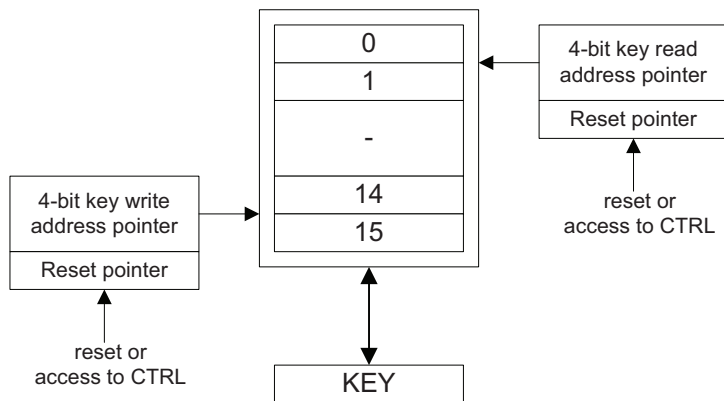 0
1
-
14
15
4-bit key read
address pointer
Reset pointer
reset or
access to CTRL
4-bit key write
address pointer
Reset pointer
reset or
access to CTRL
KEY